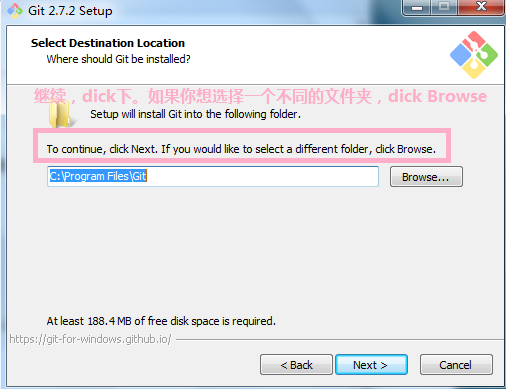 Git 2.7.2 Setup
Select Destination Location
Where should Git be installed?
继续，dick下。如果你想选择一个不同的文件夹，dick Browse
Setup will install Git into the following folder.
To continue, click Next. If you would like to select a different folder, click Browse.
C:\Program Files\Git
Browse...
At least 188.4 MB of free disk space is required.
https://git-for-windows.github.io/
< Back
Next >
Cancel